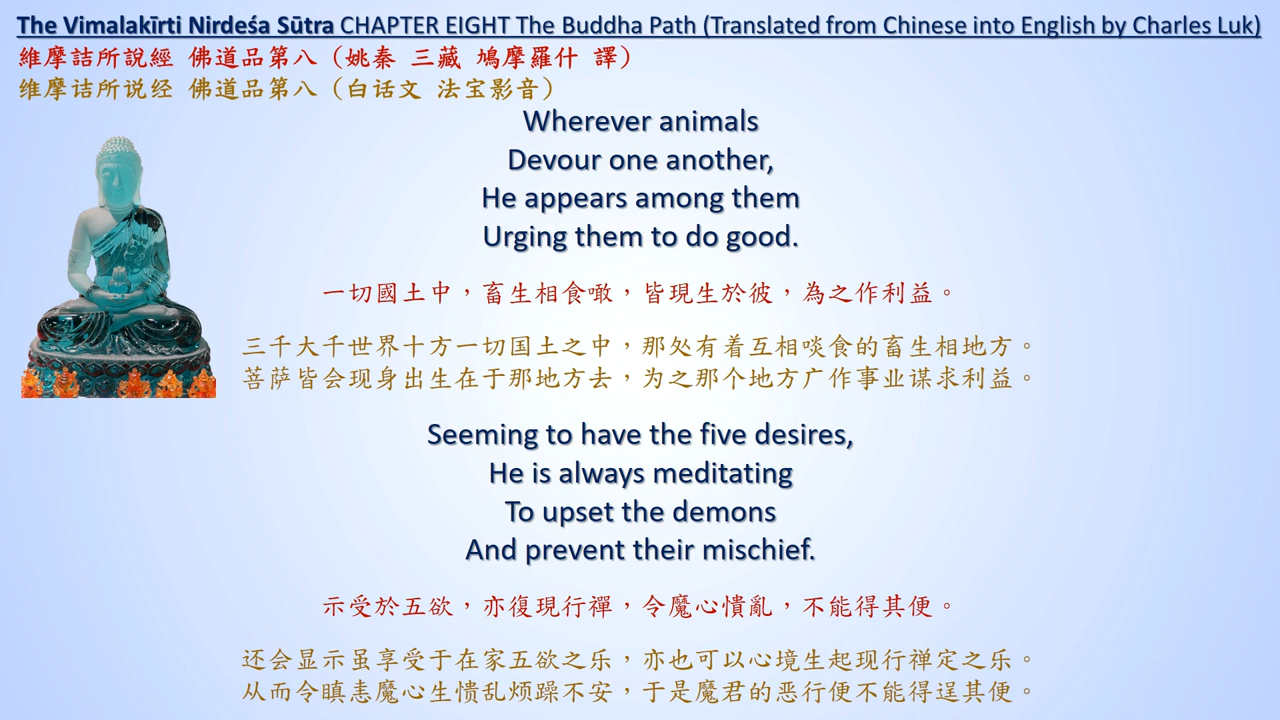 The Vimalakīrti Nirdeśa Sūtra CHAPTER EIGHT The Buddha Path (Translated from Chinese into English by Charles Luk)
維摩詰所說經 佛道品第八（姚秦 三藏 鳩摩羅什 譯）
维摩诘所说经 佛道品第八（白话文 法宝影音）
Wherever animals
Devour one another,
He appears among them
Urging them to do good.
一切國土中，畜生相食噉，皆現生於彼，為之作利益。
三千大千世界十方一切国土之中，那处有着互相啖食的畜生相地方。
菩萨皆会现身出生在于那地方去，为之那个地方广作事业谋求利益。
Seeming to have the five desires,
He is always meditating
To upset the demons
And prevent their mischief.
示受於五欲，亦復現行禪，令魔心憒亂，不能得其便。
还会显示虽享受于在家五欲之乐，亦也可以心境生起现行禅定之乐。
从而令瞋恚魔心生愦乱烦躁不安，于是魔君的恶行便不能得逞其便。